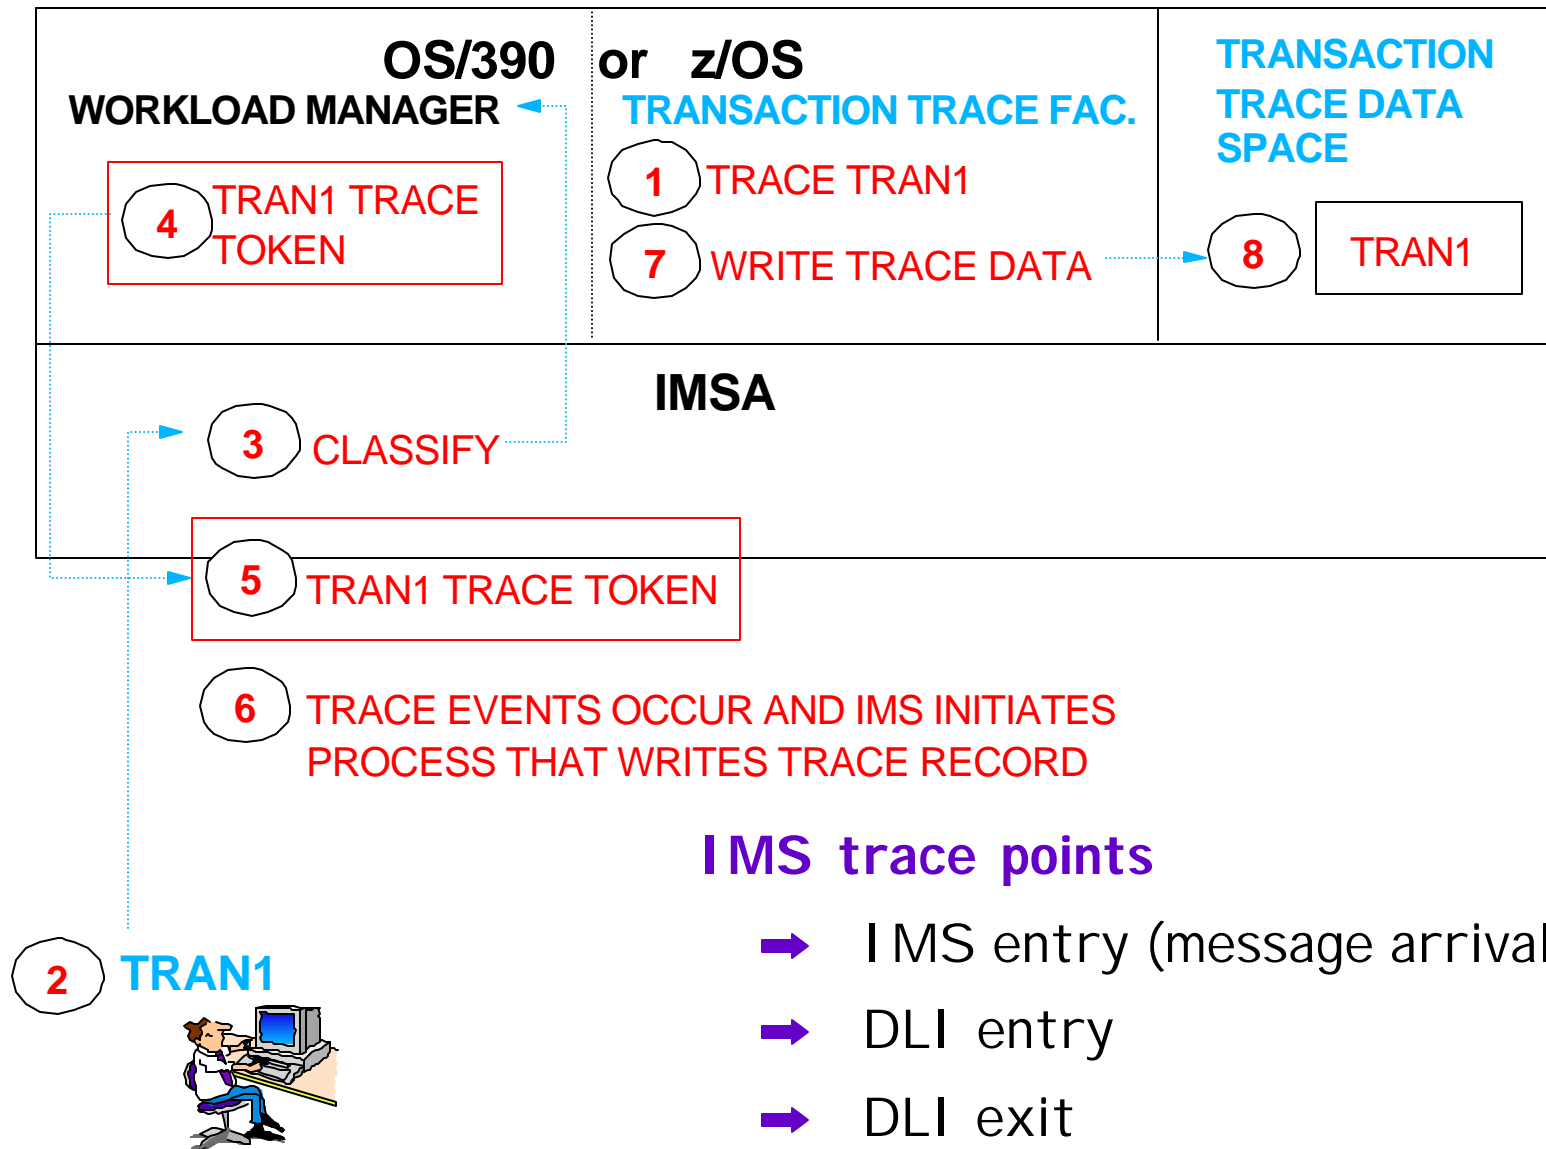 OS/390 or z/OS
WORKLOAD MANAGER
TRANSACTION TRACE FAC.
TRANSACTION
TRACE DATA
SPACE
4
TRAN1 TRACE
TOKEN
1
TRACE TRAN1
7
WRITE TRACE DATA
8
TRAN1
IMSA
3
CLASSIFY
5
TRAN1 TRACE TOKEN
6
TRACE EVENTS OCCUR AND IMS INITIATES
PROCESS THAT WRITES TRACE RECORD
2
TRAN1
IMS trace points
IMS entry (message arrival
DLI entry
DLI exit